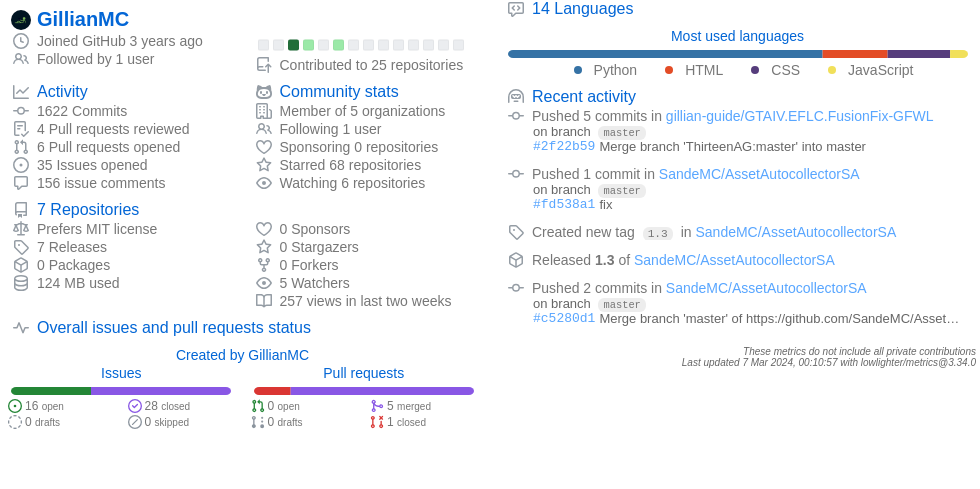 GillianMC
Joined GitHub 3 years ago
Followed by 1 user
Contributed to 25 repositories
Activity
1622 Commits
4 Pull requests reviewed
6 Pull requests opened
35 Issues opened
156 issue comments
Community stats
Member of 5 organizations
Following 1 user
Sponsoring 0 repositories
Starred 68 repositories
Watching 6 repositories
7 Repositories
Prefers MIT license
7 Releases
0 Packages
124 MB used
0 Sponsors
0 Stargazers
0 Forkers
5 Watchers
257 views in last two weeks
Overall issues and pull requests status
Created by GillianMC
Issues
16 open
28 closed
0 drafts
0 skipped
Pull requests
0 open
5 merged
0 drafts
1 closed
14 Languages
Most used languages
Python HTML CSS JavaScript
Recent activity
Pushed 5 commits in gillian-guide/GTAIV.EFLC.FusionFix-GFWL
on branch master
#2f22b59 Merge branch 'ThirteenAG:master' into master
Pushed 1 commit in SandeMC/AssetAutocollectorSA
on branch master
#fd538a1 fix
Created new tag 1.3 in SandeMC/AssetAutocollectorSA
Released 1.3 of SandeMC/AssetAutocollectorSA
Pushed 2 commits in SandeMC/AssetAutocollectorSA
on branch master
#c5280d1 Merge branch 'master' of https://github.com/SandeMC/Asset…
These metrics do not include all private contributions
Last updated 7 Mar 2024, 00:10:57 with lowlighter/metrics@3.34.0